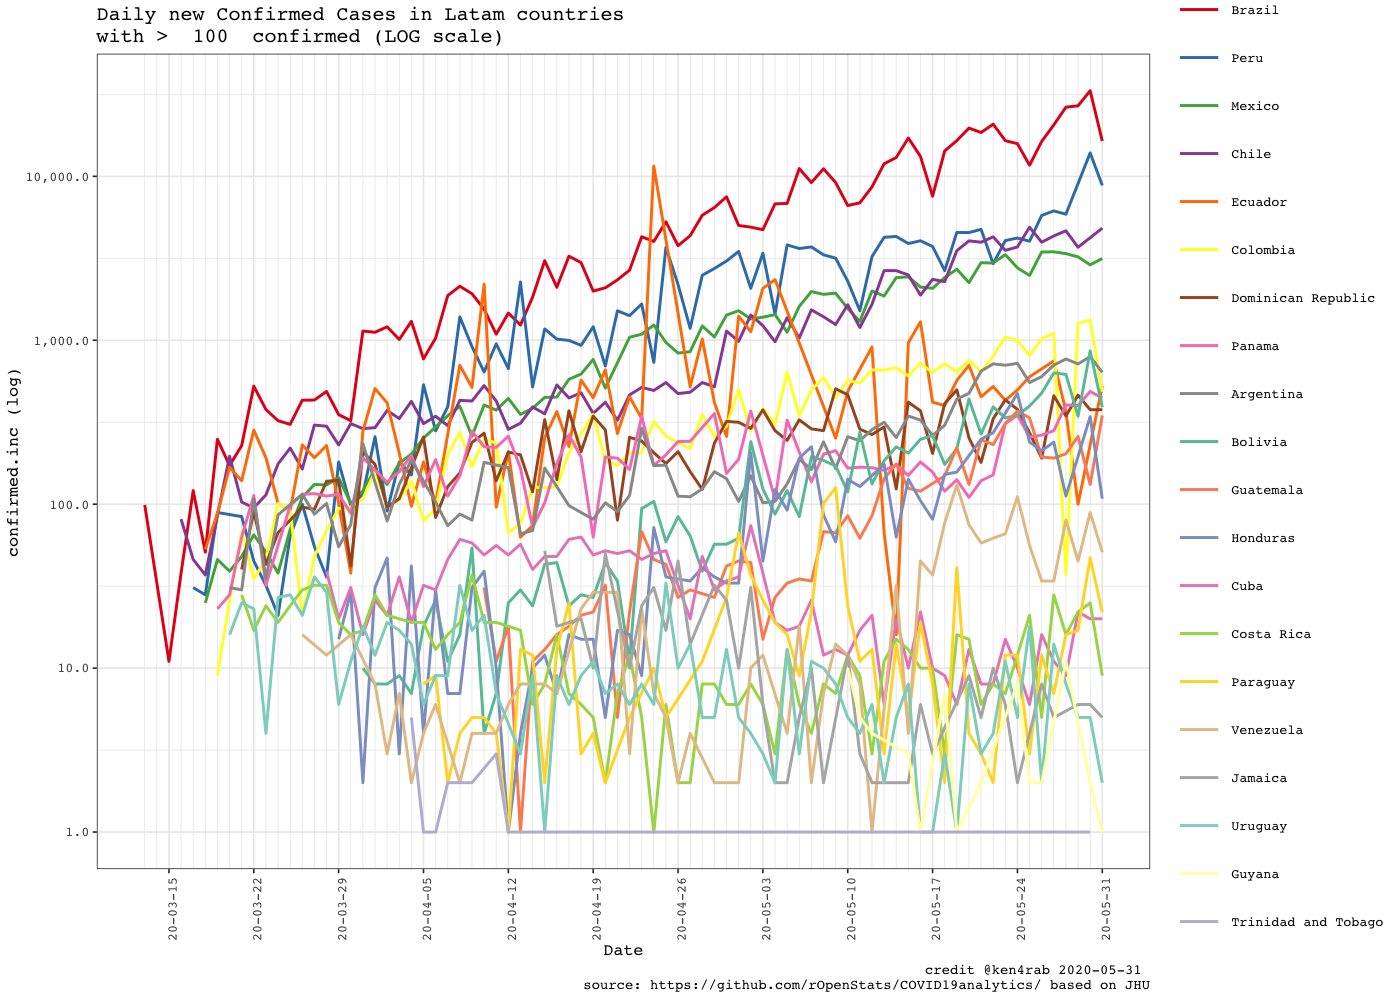 Daily new Confirmed Cases in Latam countries
with >  100  confirmed (LOG scale)
confirmed.inc (log)
10,000.0
1,000.0
100.0
10.0
1.0
20-03-15
20-03-22
20-03-29
20-04-05
20-04-12
20-04-19
20-04-26
20-05-03
20-05-10
20-05-17
20-05-24
20-05-31
Date
Brazil
Peru
Mexico
Chile
Ecuador
Colombia
Dominican Republic
Panama
Argentina
Bolivia
Guatemala
Honduras
Cuba
Costa Rica
Paraguay
Venezuela
Jamaica
Uruguay
Guyana
Trinidad and Tobago
credit @ken4rab 2020-05-31
source: https://github.com/rOpenStats/COVID19analytics/ based on JHU